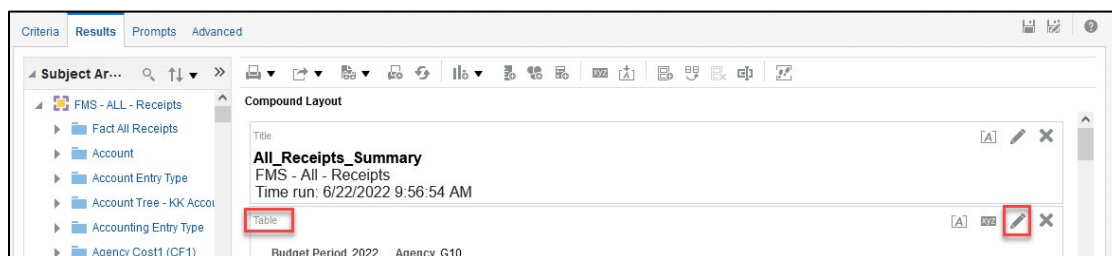 Criteria Results Prompts Advanced
Subject Ar...
Compound Layout
FMS - ALL - Receipts
Fact All Receipts
Account
Account Entry Type
Account Tree - KK Accou
Accounting Entry Type
Agency Cost1 (CF1)
Title
All_Receipts_Summary
FMS - All - Receipts
Time run: 6/22/2022 9:56:54 AM
Table
Budget Period 2022 Agency G10